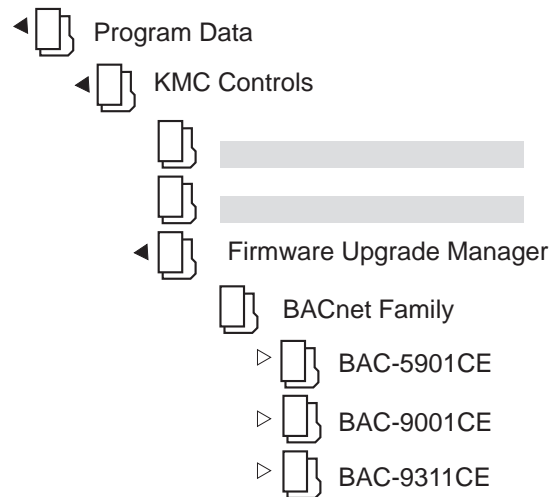 Program Data
KMC Controls
Firmware Upgrade Manager
BACnet Family
BAC-5901CE
BAC-9001CE
BAC-9311CE